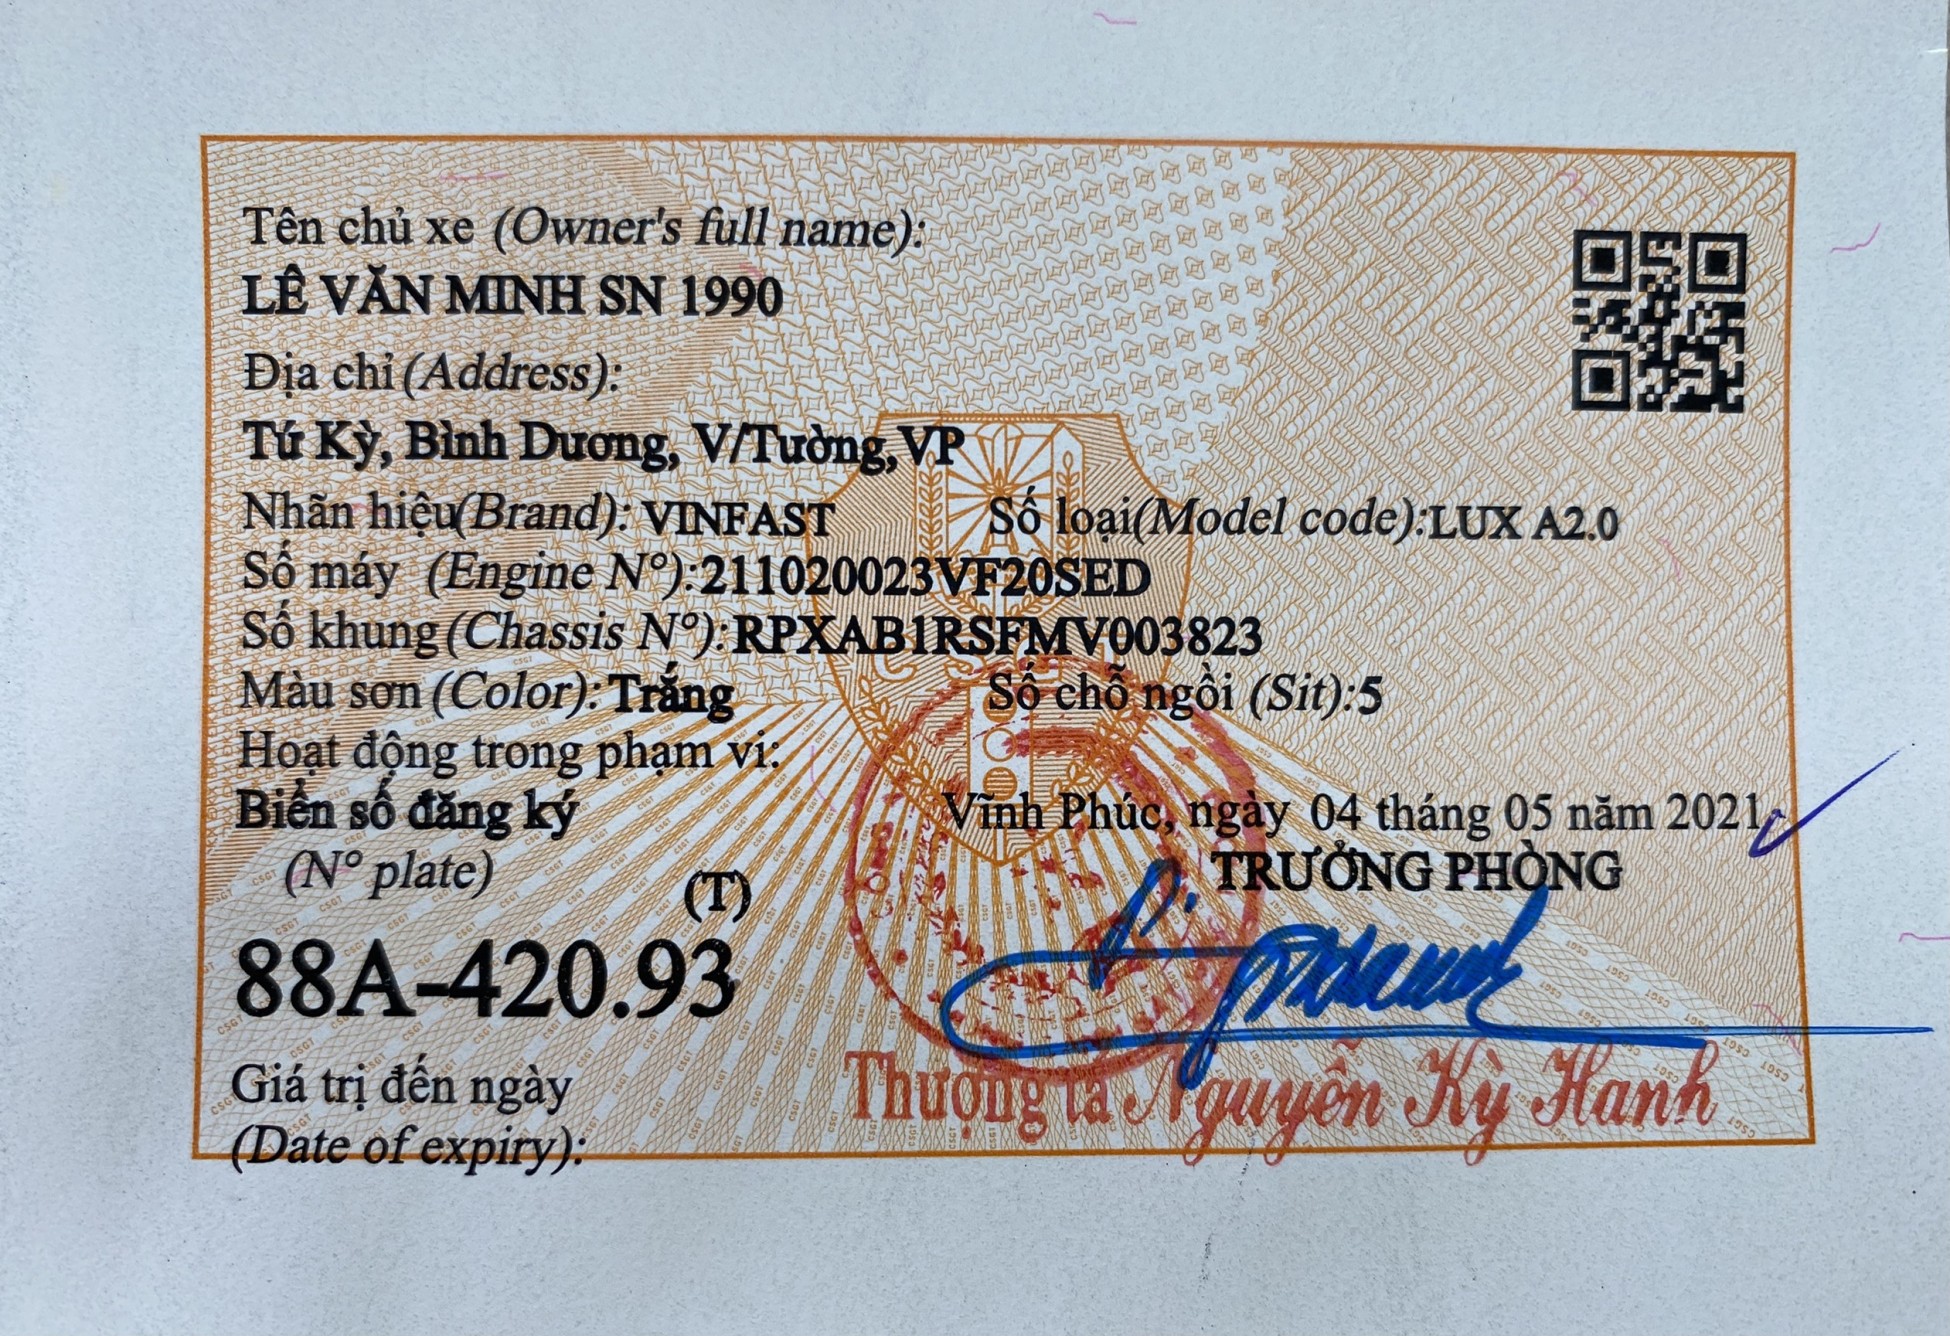 Tên chủ xe (Owner's full name):
LÊ VĂN MINH SN 1990
Địa chỉ (Address):
Tứ Kỳ, Bình Dương, V/Tường,VP
Nhãn hiệu(Brand): VINFAST Số loại(Model code):LUX A2.0
Số máy (Engine N°):211020023VF20SED
Số khung(Chassis N°):RPXAB1RSFMV003823
Màu sơn (Color):Trắng Số chỗ ngồi (Sit):5
Hoạt động trong phạm vi:
Biển số đăng ký Vĩnh Phúc, ngày 04 tháng 05 năm 2021
(N° plate) TRƯỞNG PHÒNG
(T)
88A-420.93
Giá trị đến ngày
Thượng tá Nguyễn Kỳ Hanh
(Date of expiry):